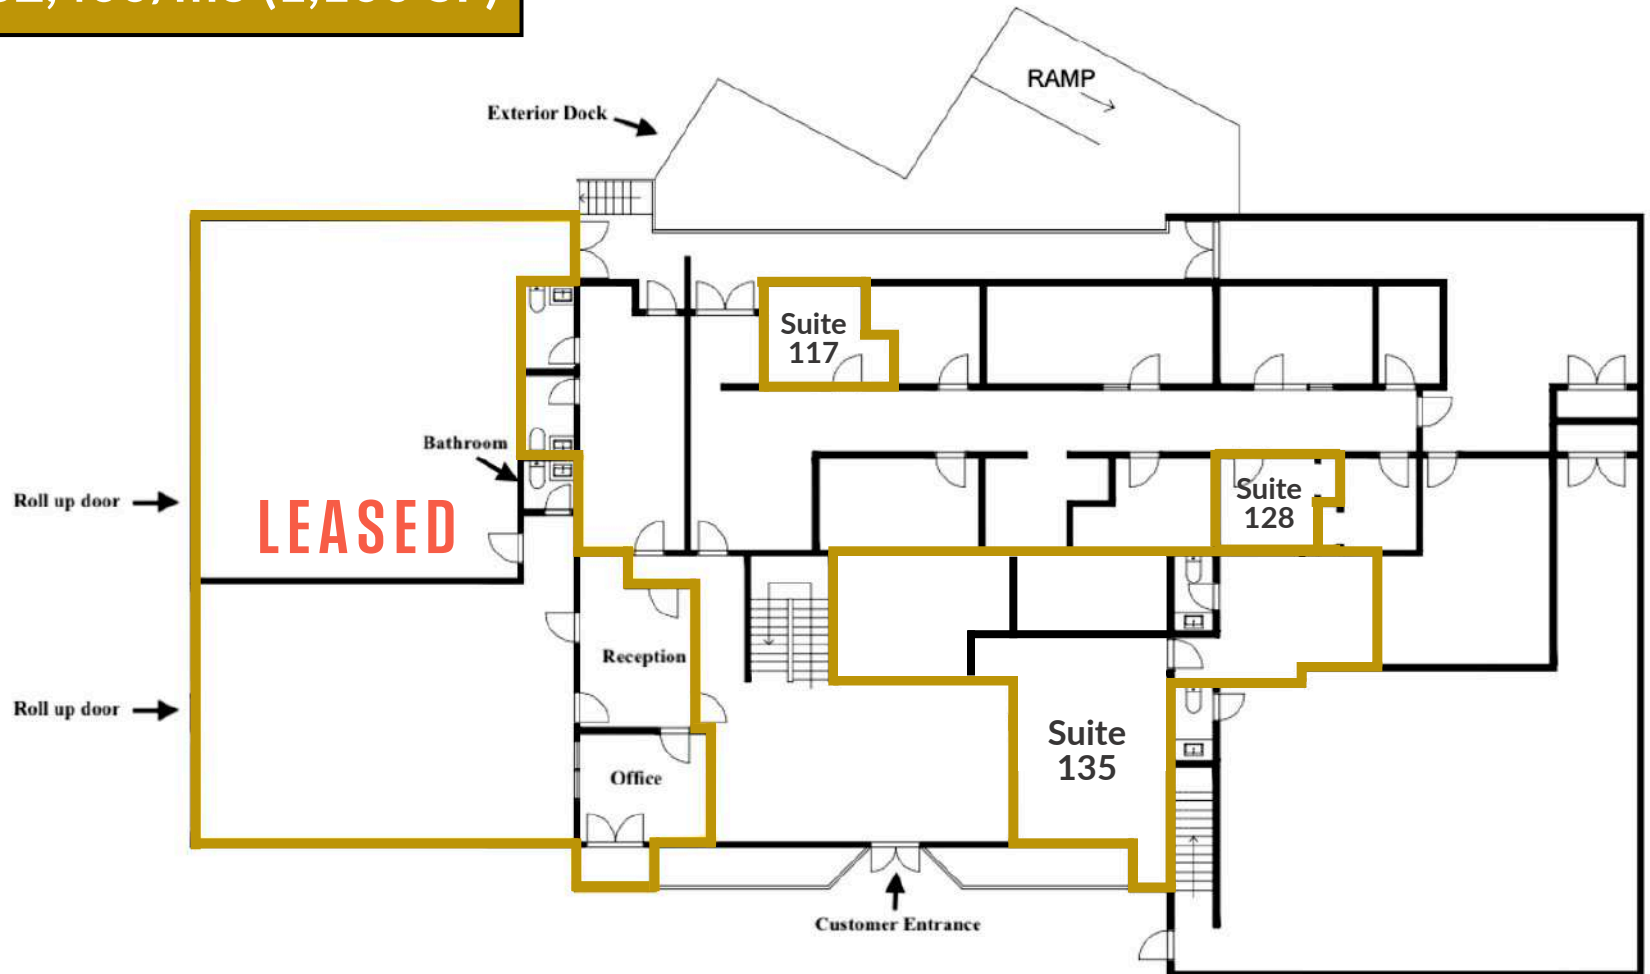 RAMP
Exterior Dock
Suite
117
Bathroom
Roll up door
LEASED
Suite
128
Reception
Roll up door
Suite
135
Office
Customer Entrance